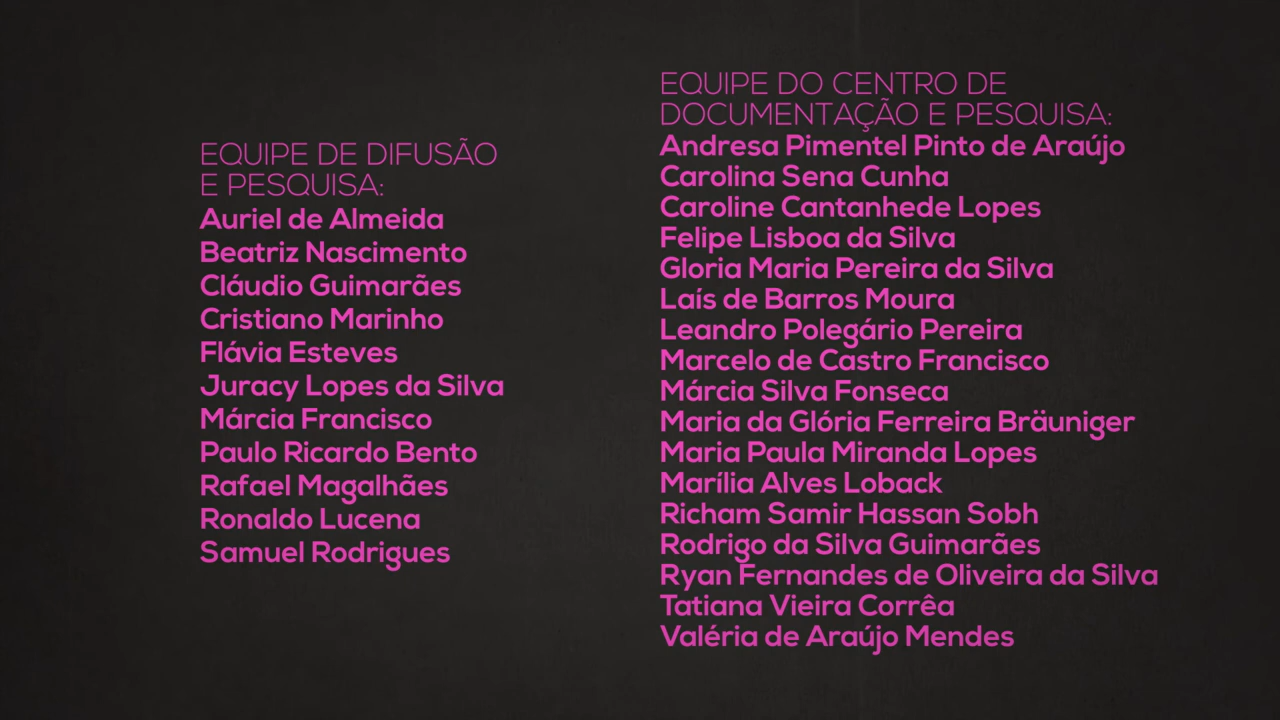 EQUIPE DE DIFUSÃO
E PESQUISA:
Auriel de Almeida
Beatriz Nascimento
Cláudio Guimarães
Cristiano Marinho
Flávia Esteves
Juracy Lopes da Silva
Márcia Francisco
Paulo Ricardo Bento
Rafael Magalhães
Ronaldo Lucena
Samuel Rodrigues
EQUIPE DO CENTRO DE
DOCUMENTAÇÃO E PESQUISA:
Andresa Pimentel Pinto de Araújo
Carolina Sena Cunha
Caroline Cantanhede Lopes
Felipe Lisboa da Silva
Gloria Maria Pereira da Silva
Laís de Barros Moura
Leandro Polegário Pereira
Marcelo de Castro Francisco
Márcia Silva Fonseca
Maria da Glória Ferreira Bräuniger
Maria Paula Miranda Lopes
Marília Alves Loback
Richam Samir Hassan Sobh
Rodrigo da Silva Guimarães
Ryan Fernandes de Oliveira da Silva
Tatiana Vieira Corrêa
Valéria de Araújo Mendes